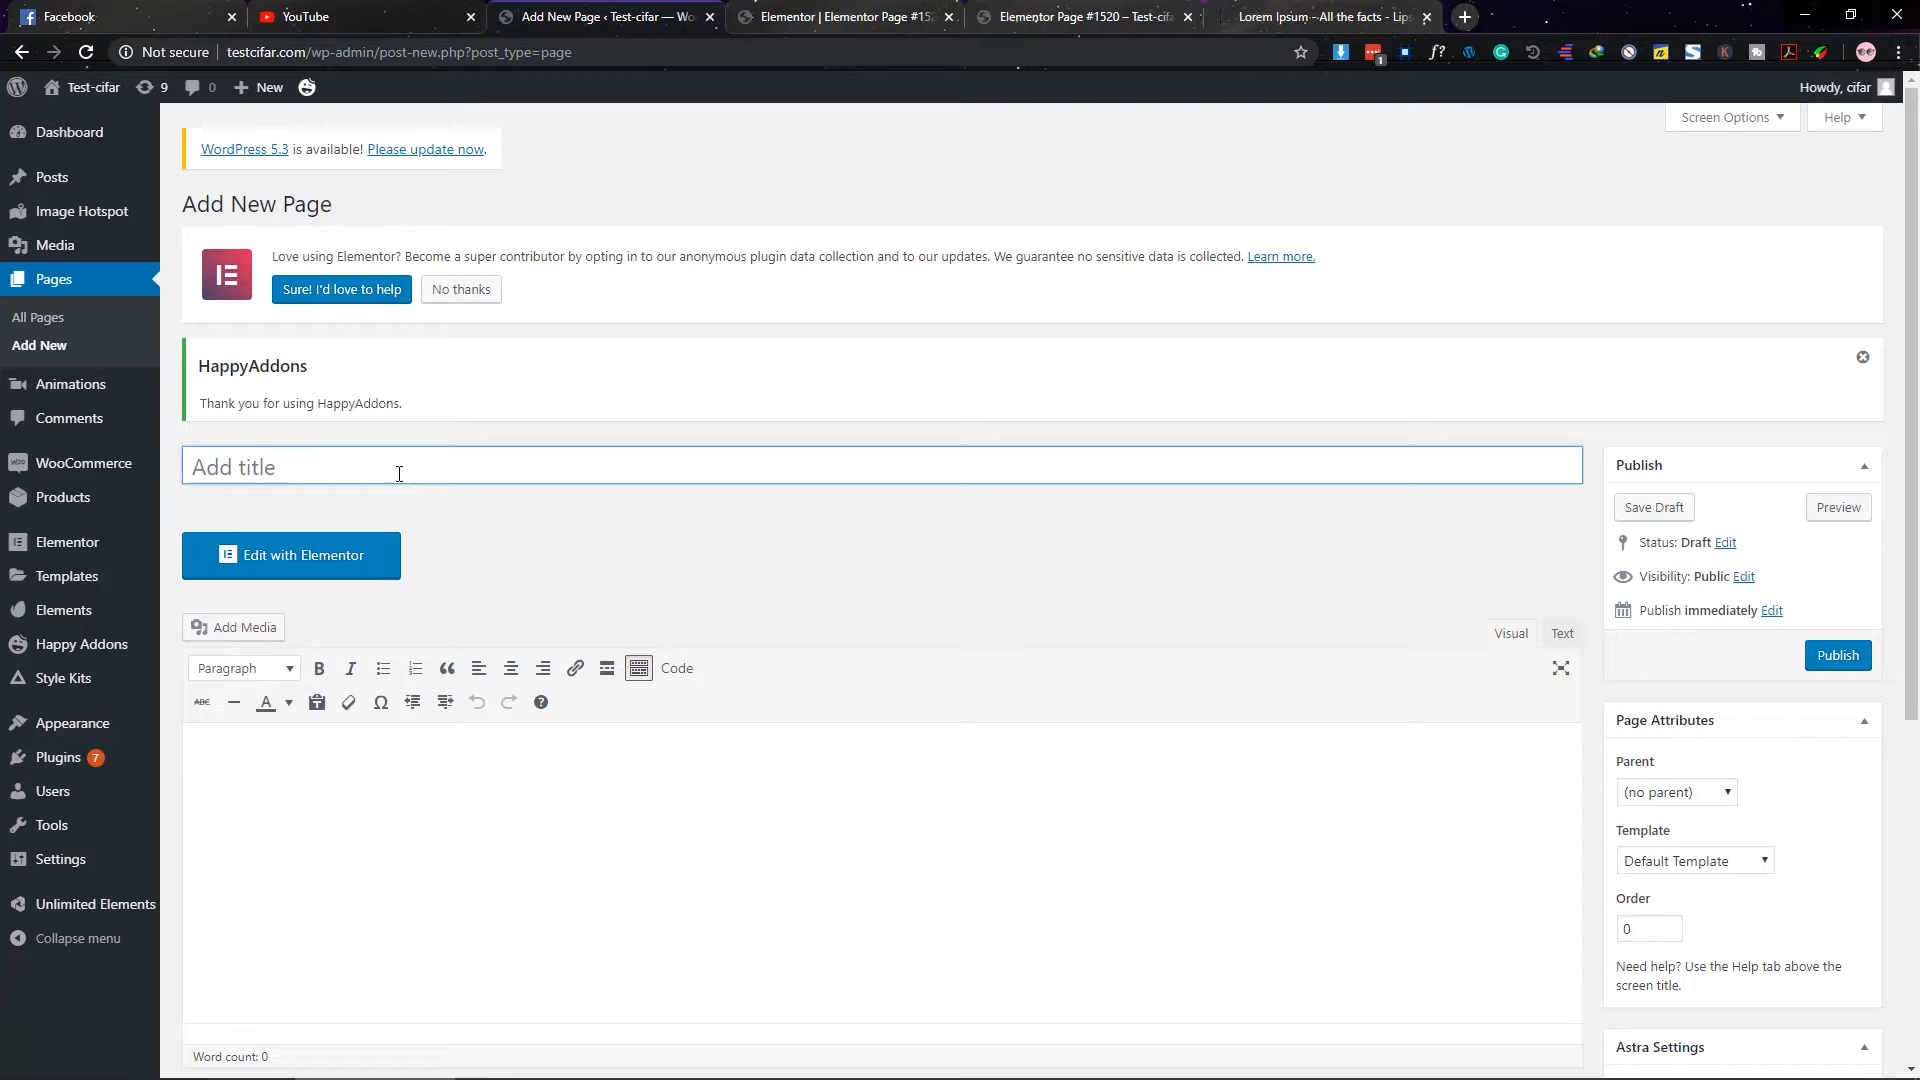 Facebook
YouTube
Add New Page ‹ Test-cifar — Wo
Elementor | Elementor Page #152
Elementor Page #1520 – Test-cifa
Lorem Ipsum - All the facts - Lips
Not secure
testcifar.com/wp-admin/post-new.php?post_type=page
Test-cifar
9
0
New
Howdy, cifar
Screen Options
Help
WordPress 5.3 is available! Please update now.
Add New Page
Love using Elementor? Become a super contributor by opting in to our anonymous plugin data collection and to our updates. We guarantee no sensitive data is collected. Learn more.
Sure! I'd love to help
No thanks
HappyAddons
Thank you for using HappyAddons.
Add title
Edit with Elementor
Add Media
Visual
Text
Paragraph
B
I
Code
ABC
A
Ω
Word count: 0
Dashboard
Posts
Image Hotspot
Media
Pages
All Pages
Add New
Animations
Comments
WooCommerce
Products
Elementor
Templates
Elements
Happy Addons
Style Kits
Appearance
Plugins 7
Users
Tools
Settings
Unlimited Elements
Collapse menu
Publish
Save Draft
Preview
Status: Draft Edit
Visibility: Public Edit
Publish immediately Edit
Publish
Page Attributes
Parent
(no parent)
Template
Default Template
Order
0
Need help? Use the Help tab above the
screen title.
Astra Settings